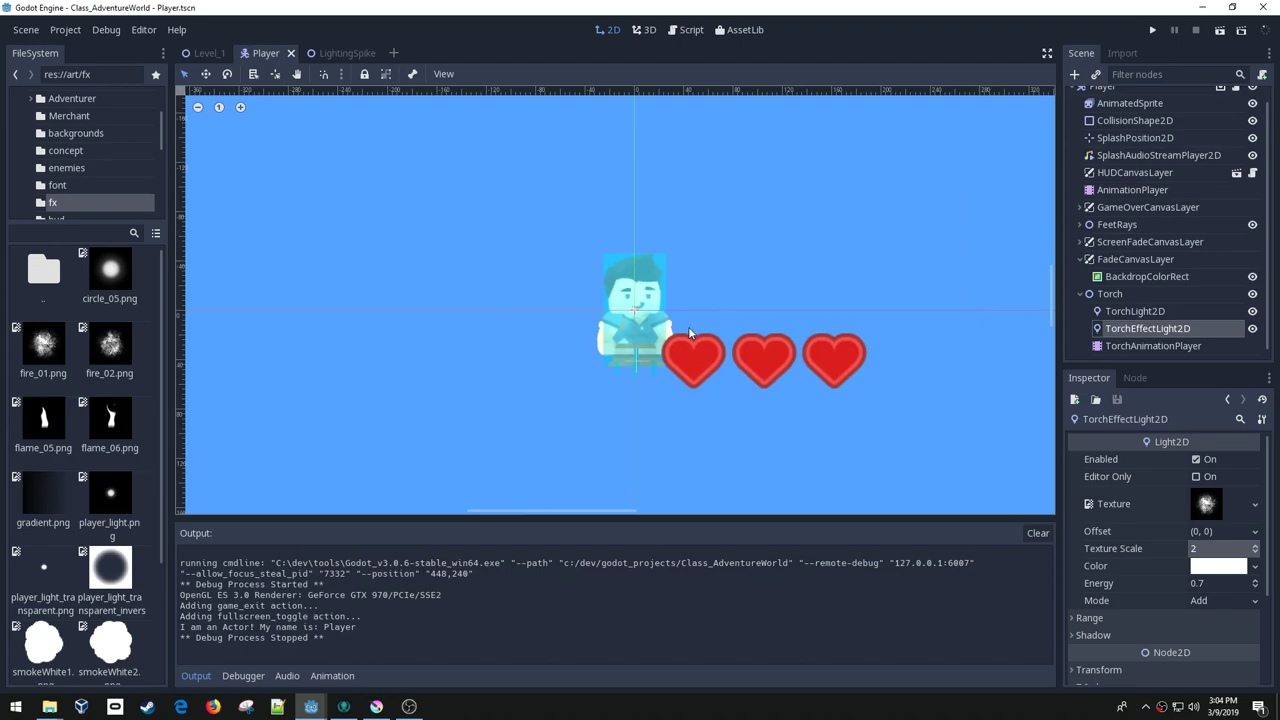 Godot Engine - Class_AdventureWorld - Player.tscn
Scene Project Debug Editor Help
2D 3D Script AssetLib
FileSystem
Level_1 Player LightingSpike
Scene Import
res://art/fx
View
Filter nodes
Adventurer
Merchant
backgrounds
concept
enemies
font
fx
circle_05.png
..
fire_01.png
fire_02.png
flame_05.png
flame_06.png
gradient.png
player_light.pn
g
player_light_tra
nsparent.png
player_light_tra
nsparent_invers
smokeWhite1.
smokeWhite2.
Player
AnimatedSprite
CollisionShape2D
SplashPosition2D
SplashAudioStreamPlayer2D
HUDCanvasLayer
AnimationPlayer
GameOverCanvasLayer
FeetRays
ScreenFadeCanvasLayer
FadeCanvasLayer
BackdropColorRect
Torch
TorchLight2D
TorchEffectLight2D
TorchAnimationPlayer
Inspector Node
TorchEffectLight2D
Light2D
Enabled On
Editor Only On
Texture
Offset (0, 0)
Texture Scale 2
Color
Energy 0.7
Mode Add
Range
Shadow
Node2D
Transform
Output: Clear
running cmdline: "C:\dev\tools\Godot_v3.0.6-stable_win64.exe" "--path" "c:/dev/godot_projects/Class_AdventureWorld" "--remote-debug" "127.0.0.1:6007"
"--allow_focus_steal_pid" "7332" "--position" "448,240"
** Debug Process Started **
OpenGL ES 3.0 Renderer: GeForce GTX 970/PCIe/SSE2
Adding game_exit action...
Adding fullscreen_toggle action...
I am an Actor! My name is: Player
** Debug Process Stopped **
Output Debugger Audio Animation
3:04 PM
3/9/2019